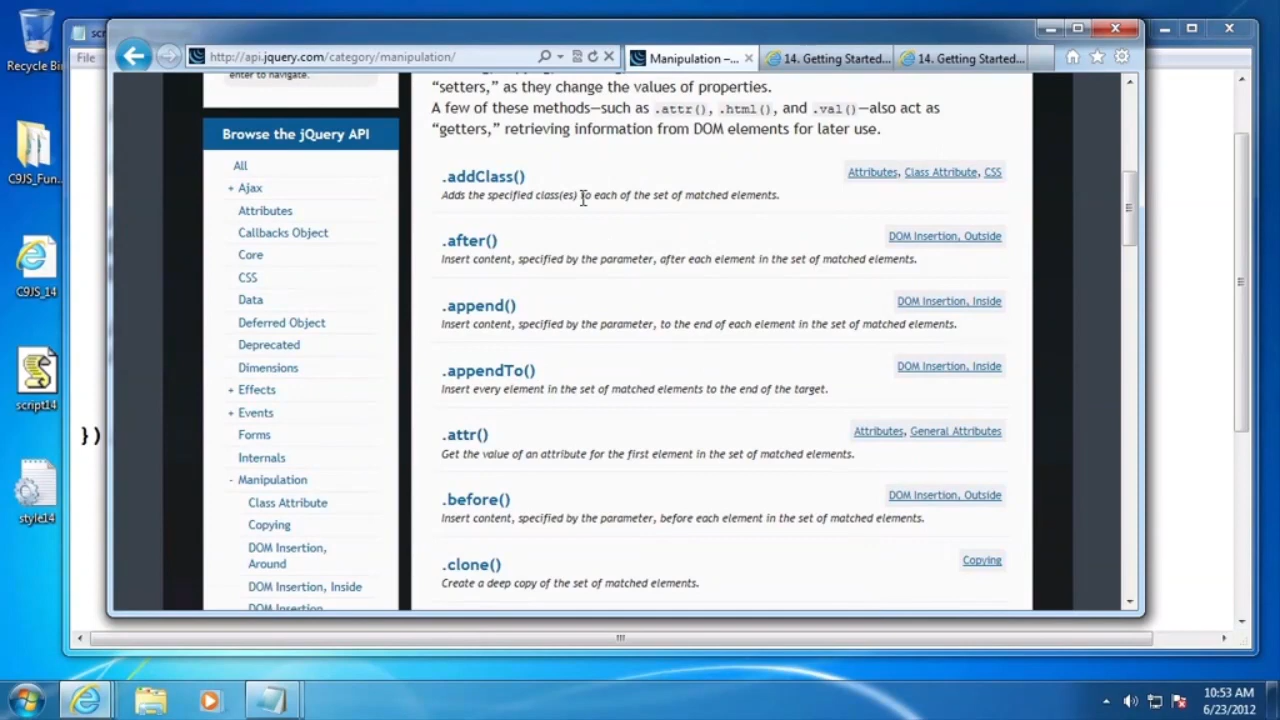 Recycle Bin
C9JS_Fun...
C9JS_14
script14
style14
scr
File
})
http://api.jquery.com/category/manipulation/
Manipulation –...
14. Getting Started...
14. Getting Started...
enter to navigate.
Browse the jQuery API
All
+ Ajax
Attributes
Callbacks Object
Core
CSS
Data
Deferred Object
Deprecated
Dimensions
+ Effects
+ Events
Forms
Internals
- Manipulation
Class Attribute
Copying
DOM Insertion,
Around
DOM Insertion, Inside
DOM Insertion,
“setters,” as they change the values of properties.
A few of these methods—such as .attr(), .html(), and .val()—also act as
“getters,” retrieving information from DOM elements for later use.
.addClass()
Attributes, Class Attribute, CSS
Adds the specified class(es) to each of the set of matched elements.
.after()
DOM Insertion, Outside
Insert content, specified by the parameter, after each element in the set of matched elements.
.append()
DOM Insertion, Inside
Insert content, specified by the parameter, to the end of each element in the set of matched elements.
.appendTo()
DOM Insertion, Inside
Insert every element in the set of matched elements to the end of the target.
.attr()
Attributes, General Attributes
Get the value of an attribute for the first element in the set of matched elements.
.before()
DOM Insertion, Outside
Insert content, specified by the parameter, before each element in the set of matched elements.
.clone()
Copying
Create a deep copy of the set of matched elements.
10:53 AM
6/23/2012